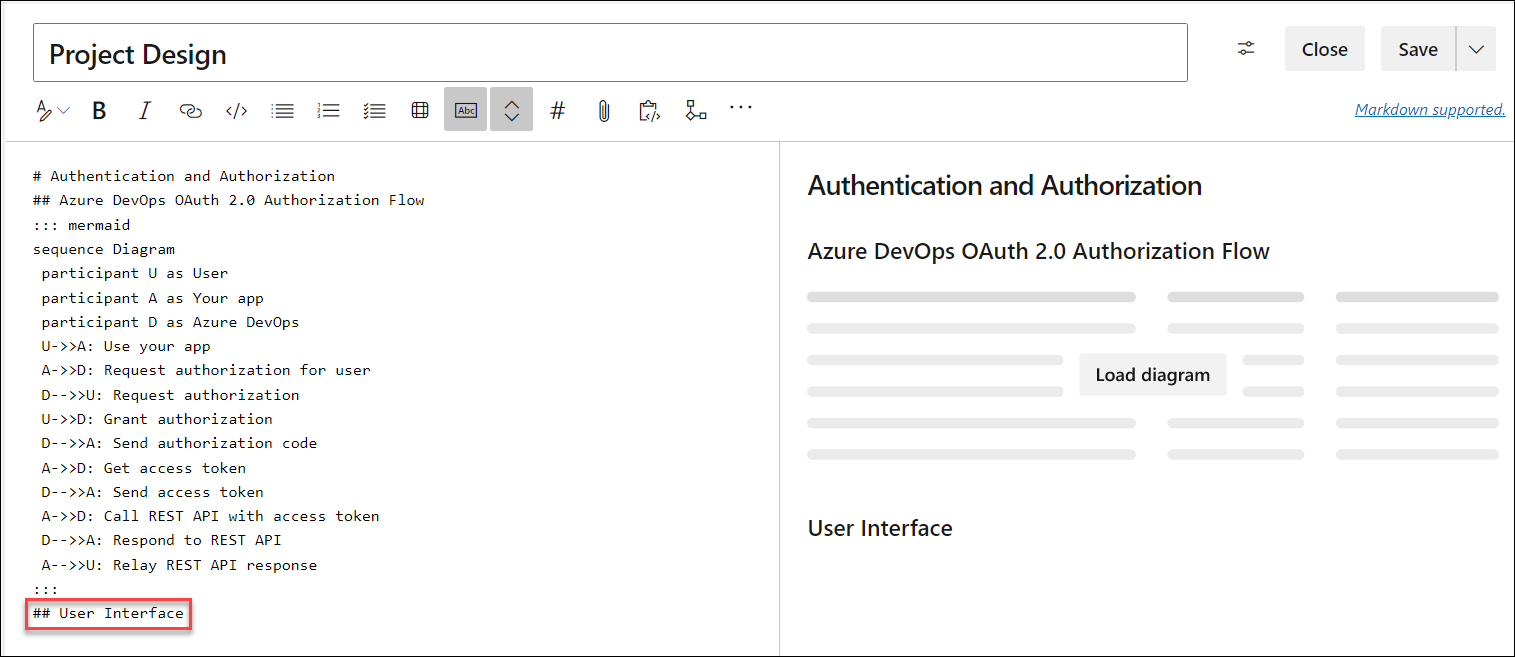 Project Design
Close
Save
B
I
</>
Abc
#
Markdown supported.
# Authentication and Authorization
## Azure DevOps OAuth 2.0 Authorization Flow
::: mermaid
sequence Diagram
participant U as User
participant A as Your app
participant D as Azure DevOps
U->>A: Use your app
A->>D: Request authorization for user
D-->>U: Request authorization
U->>D: Grant authorization
D-->>A: Send authorization code
A->>D: Get access token
D-->>A: Send access token
A->>D: Call REST API with access token
D-->>A: Respond to REST API
A-->>U: Relay REST API response
:::
## User Interface
Authentication and Authorization
Azure DevOps OAuth 2.0 Authorization Flow
Load diagram
User Interface